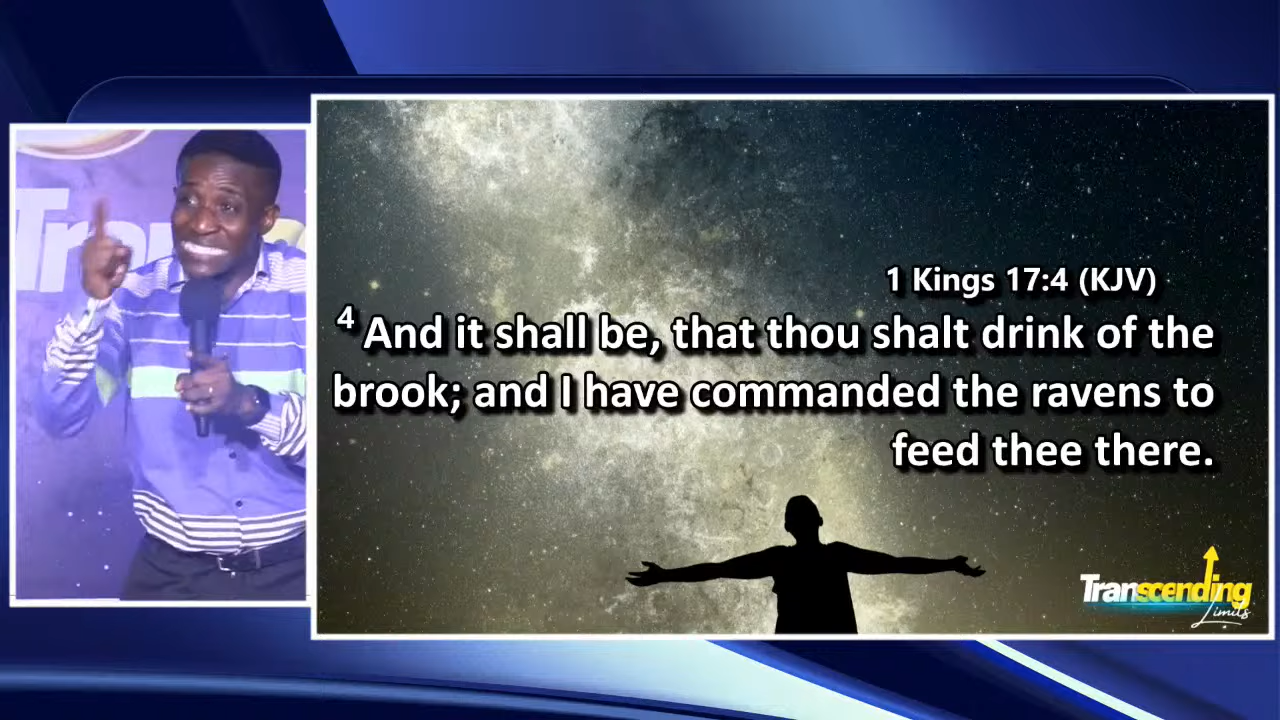 Tran
1 Kings 17:4 (KJV)
4 And it shall be, that thou shalt drink of the
brook; and I have commanded the ravens to
feed thee there.
Transcending
Limits